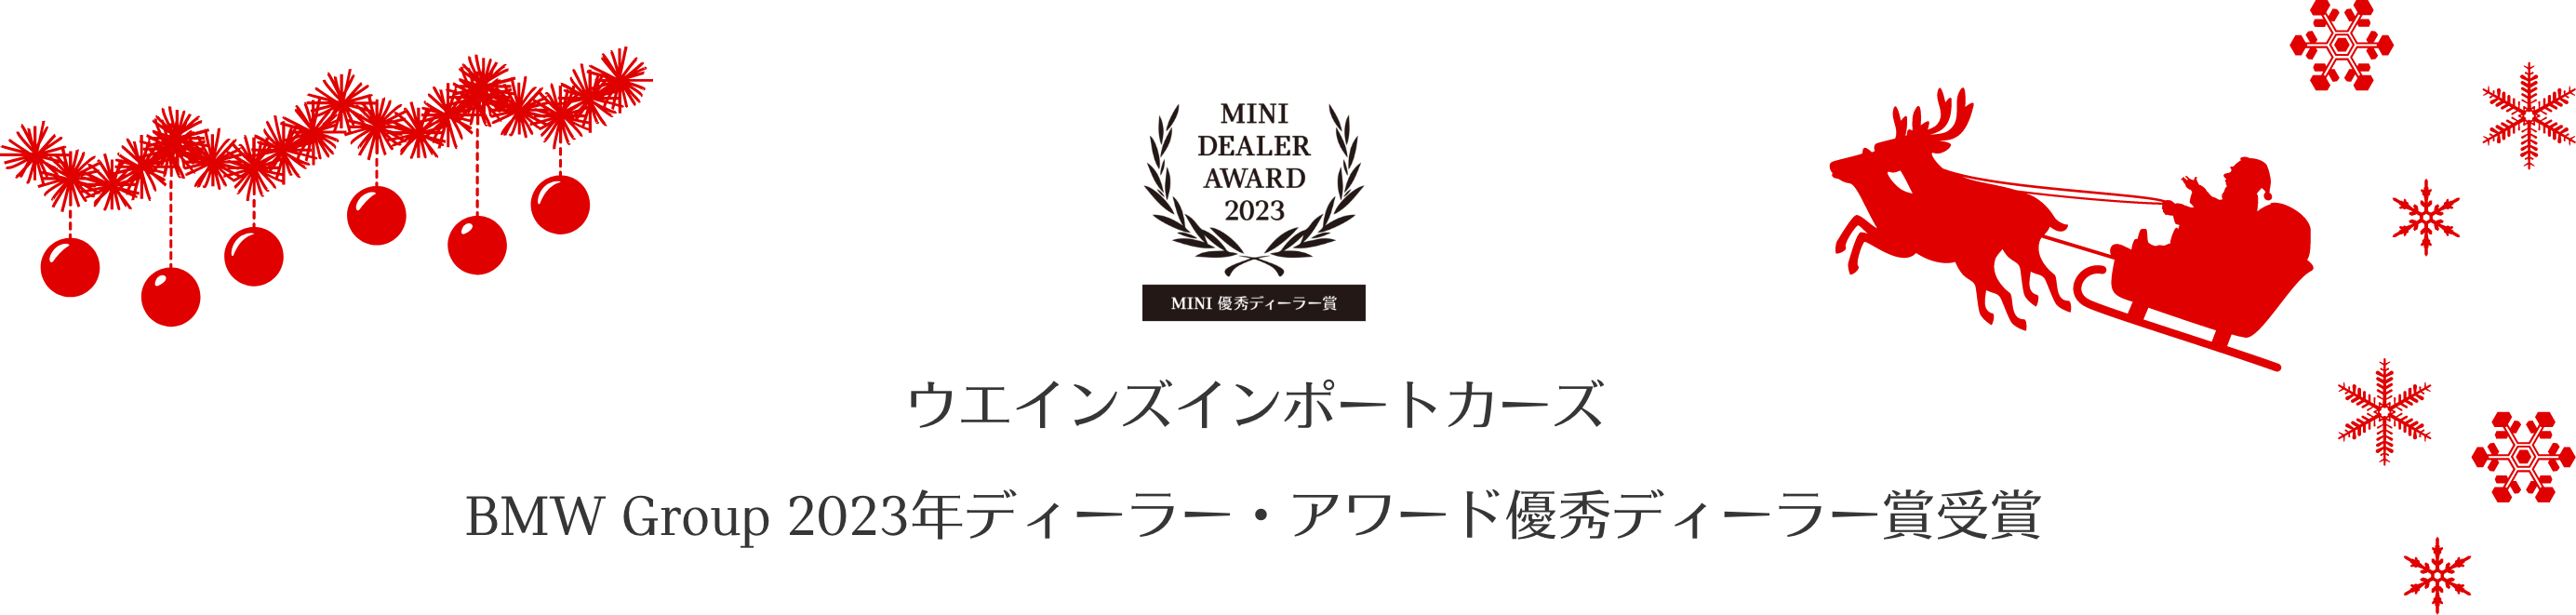 MINI
DEALER
AWARD
2023
MINI 優秀ディーラー賞
ウエインズインポートカーズ
BMW Group 2023年ディーラー・アワード優秀ディーラー賞受賞